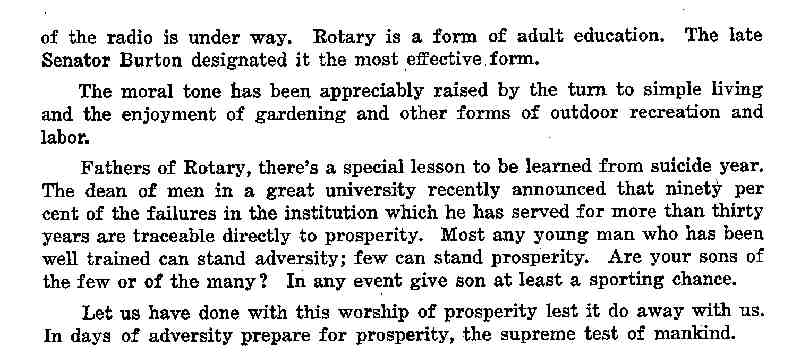 of the radio is under way. Rotary is a form of adult education. The late
Senator Burton designated it the most effective form.
The moral tone has been appreciably raised by the turn to simple living
and the enjoyment of gardening and other forms of outdoor recreation and
labor.
Fathers of Rotary, there's a special lesson to be learned from suicide year.
The dean of men in a great university recently announced that ninety per
cent of the failures in the institution which he has served for more than thirty
years are traceable directly to prosperity. Most any young man who has been
well trained can stand adversity; few can stand prosperity. Are your sons of
the few or of the many? In any event give son at least a sporting chance.
Let us have done with this worship of prosperity lest it do away with us.
In days of adversity prepare for prosperity, the supreme test of mankind.